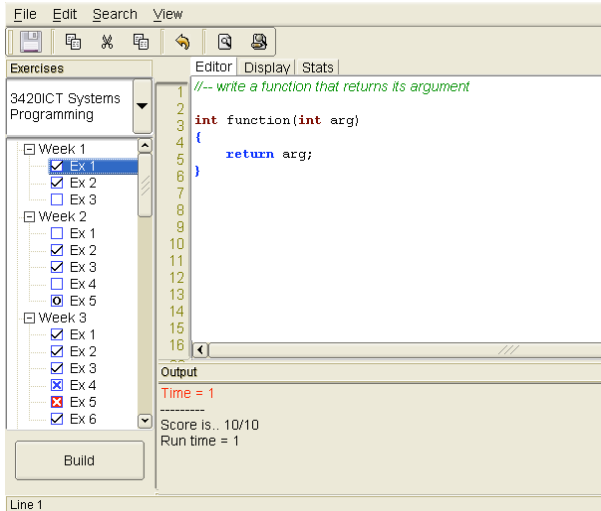 File Edit Search View
Exercises
3420ICT Systems
Programming
Week 1
Ex 1
Ex 2
Ex 3
Week 2
Ex 1
Ex 2
Ex 3
Ex 4
Ex 5
Week 3
Ex 1
Ex 2
Ex 3
Ex 4
Ex 5
Ex 6
Build
Editor Display Stats
1 //-- write a function that returns its argument
2
3 int function(int arg)
4 {
5 return arg;
6 }
7
8
9
10
11
12
13
14
15
16
Output
Time = 1
---------
Score is.. 10/10
Run time = 1
Line 1